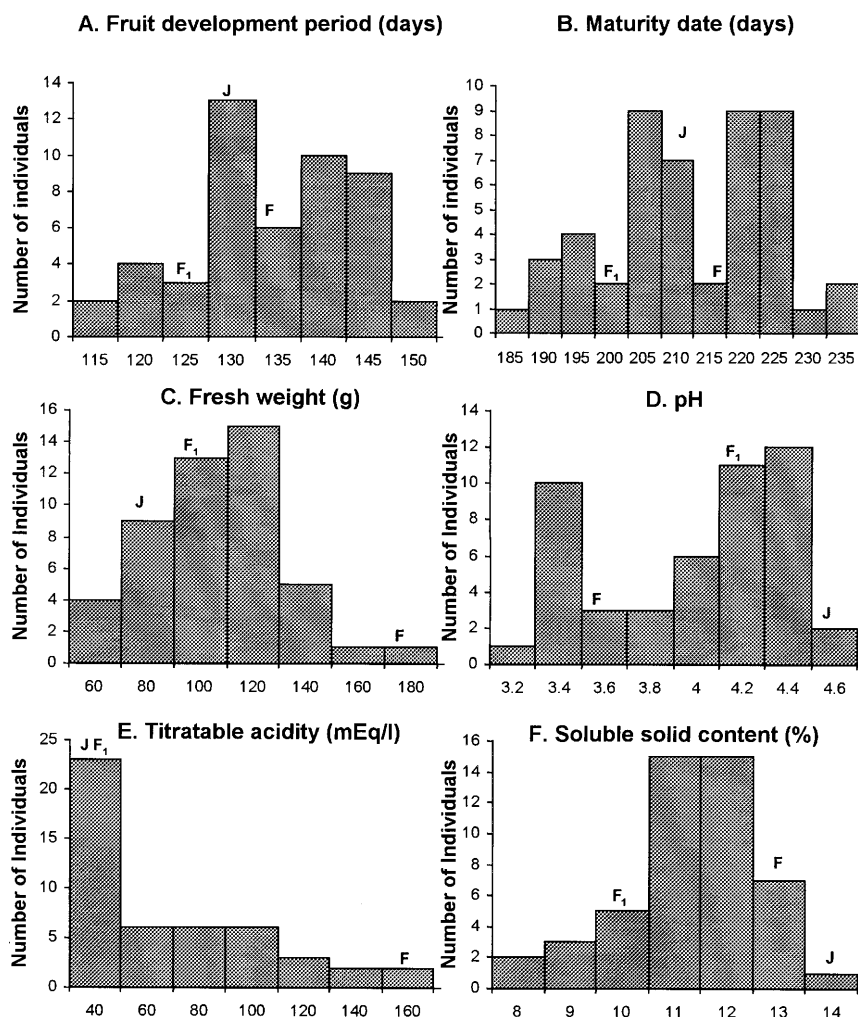 A. Fruit development period (days)
Number of individuals
14
12
10
8
6
4
2
0
J
F
F₁
115 120 125 130 135 140 145 150
B. Maturity date (days)
Number of individuals
10
9
8
7
6
5
4
3
2
1
0
J
F₁
F
185 190 195 200 205 210 215 220 225 230 235
C. Fresh weight (g)
Number of Individuals
16
14
12
10
8
6
4
2
0
F₁
J
F
60 80 100 120 140 160 180
D. pH
Number of Individuals
14
12
10
8
6
4
2
0
F₁
F
J
3.2 3.4 3.6 3.8 4 4.2 4.4 4.6
E. Titratable acidity (mEq/l)
Number of Individuals
25
20
15
10
5
0
J F₁
F
40 60 80 100 120 140 160
F. Soluble solid content (%)
Number of Individuals
16
14
12
10
8
6
4
2
0
F₁
F
J
8 9 10 11 12 13 14